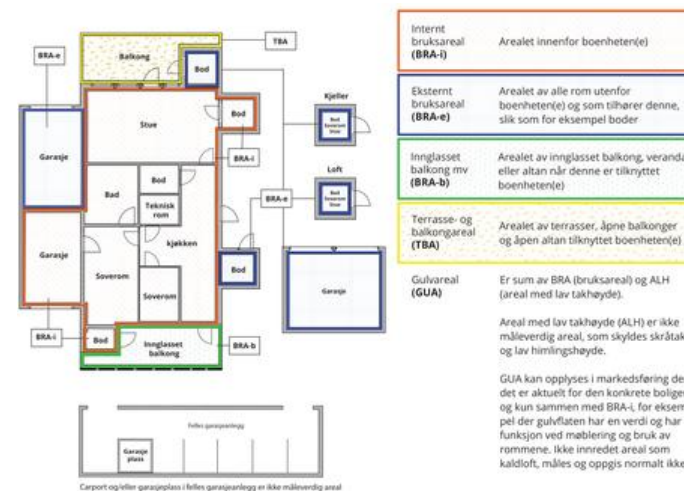 TBA
BRA-e
Balkong
Bod
Kjeller
Bod
Soverom
Stue
Stue
Bod
Garasje
BRA-i
Loft
Bad
Bod
Bod
Soverom
Stue
Teknisk
rom
BRA-e
kjøkken
Garasje
Soverom
Bod
Garasje
Soverom
BRA-i
Bod
Innglasset
balkong
BRA-b
Felles garasjeanlegg
Garasje
plass
Carport og/eller garasjeplass i felles garasjeanlegg er ikke måleverdig areal
Internt
bruksareal
(BRA-i)
Arealet innenfor boenheten(e)
Eksternt
bruksareal
(BRA-e)
Arealet av alle rom utenfor
boenheten(e) og som tilhører denne,
slik som for eksempel boder
Innglasset
balkong mv
(BRA-b)
Arealet av innglasset balkong, veranda
eller altan når denne er tilknyttet
boenheten(e)
Terrasse- og
balkongareal
(TBA)
Arealet av terrasser, åpne balkonger
og åpen altan tilknyttet boenheten(e)
Gulvareal
(GUA)
Er sum av BRA (bruksareal) og ALH
(areal med lav takhøyde).
Areal med lav takhøyde (ALH) er ikke
måleverdig areal, som skyldes skråtak
og lav himlingshøyde.
GUA kan opplyses i markedsføring de
det er aktuelt for den konkrete bolige
og kun sammen med BRA-i, for eksem
pel der gulvflaten har en verdi og har
funksjon ved møblering og bruk av
rommene. Ikke innredet areal som
kaldloft, måles og oppgis normalt ikke